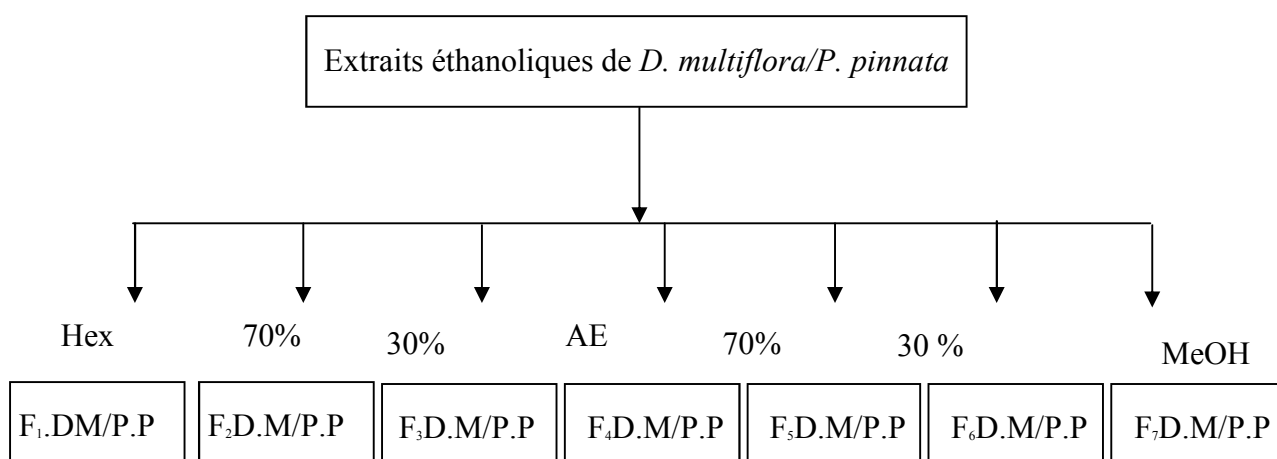 Extraits éthanoliques de D. multiflora/P. pinnata
Hex 70% 30% AE 70% 30 % MeOH
F₁.DM/P.P F₂D.M/P.P F₃D.M/P.P F₄D.M/P.P F₅D.M/P.P F₆D.M/P.P F₇D.M/P.P